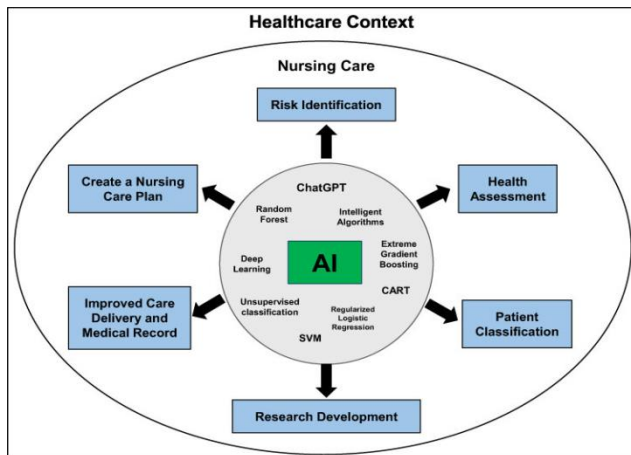 Healthcare Context
Nursing Care
Risk Identification
Create a Nursing
Care Plan
Health
Assessment
ChatGPT
Random
Forest
Intelligent
Algorithms
Deep
Learning
AI
Extreme
Gradient
Boosting
CART
Unsupervised
classification
Regularized
Logistic
Regression
SVM
Improved Care
Delivery and
Medical Record
Patient
Classification
Research Development